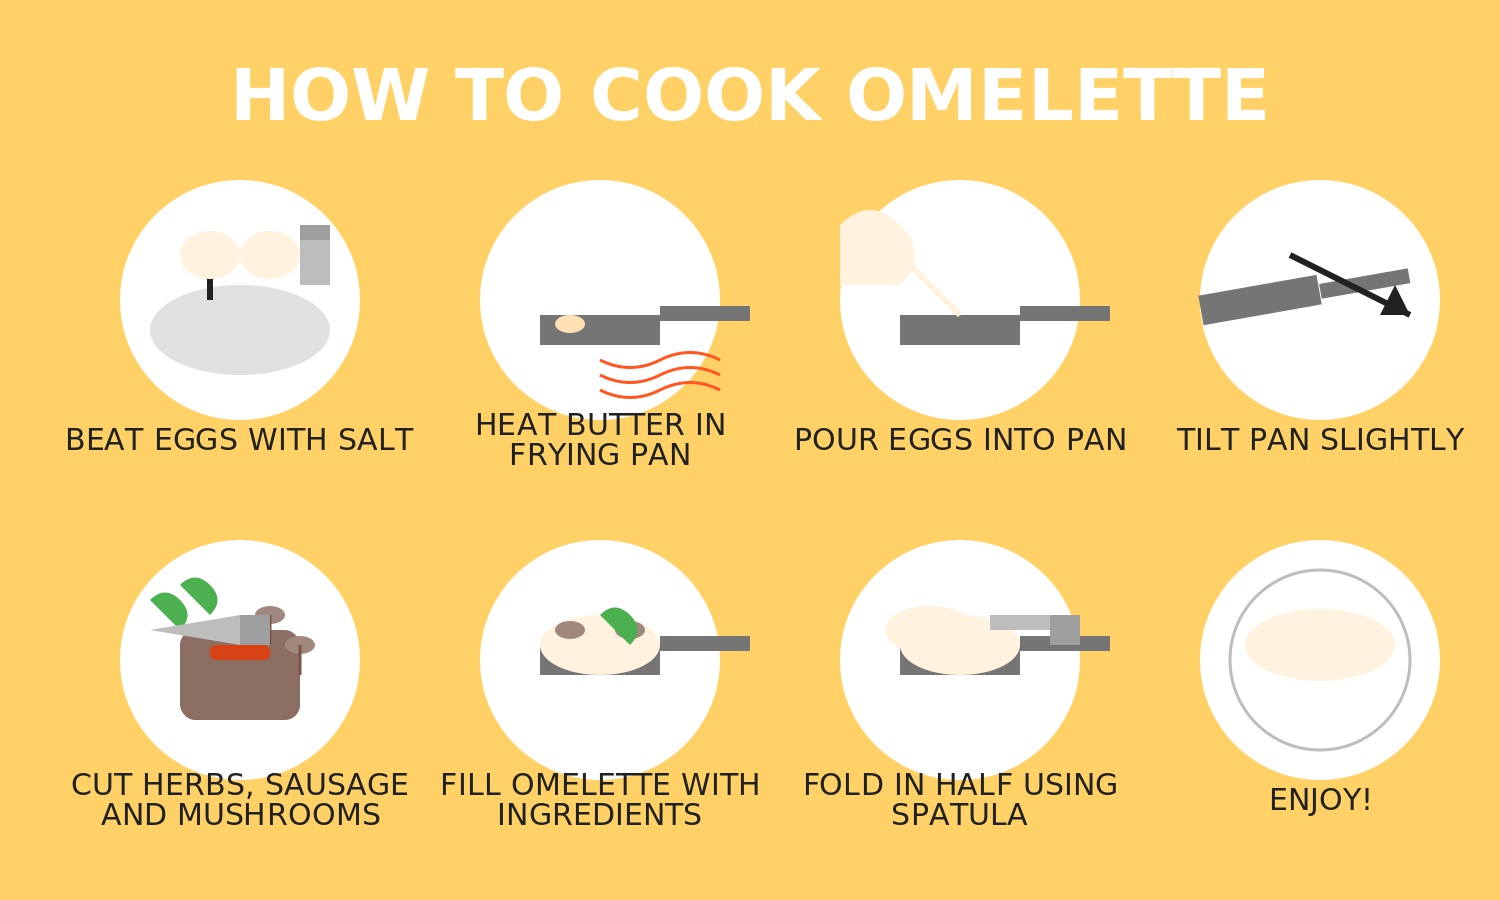 HOW TO COOK OMELETTE
BEAT EGGS WITH SALT
HEAT BUTTER IN
FRYING PAN
POUR EGGS INTO PAN
TILT PAN SLIGHTLY
CUT HERBS, SAUSAGE
AND MUSHROOMS
FILL OMELETTE WITH
INGREDIENTS
FOLD IN HALF USING
SPATULA
ENJOY!